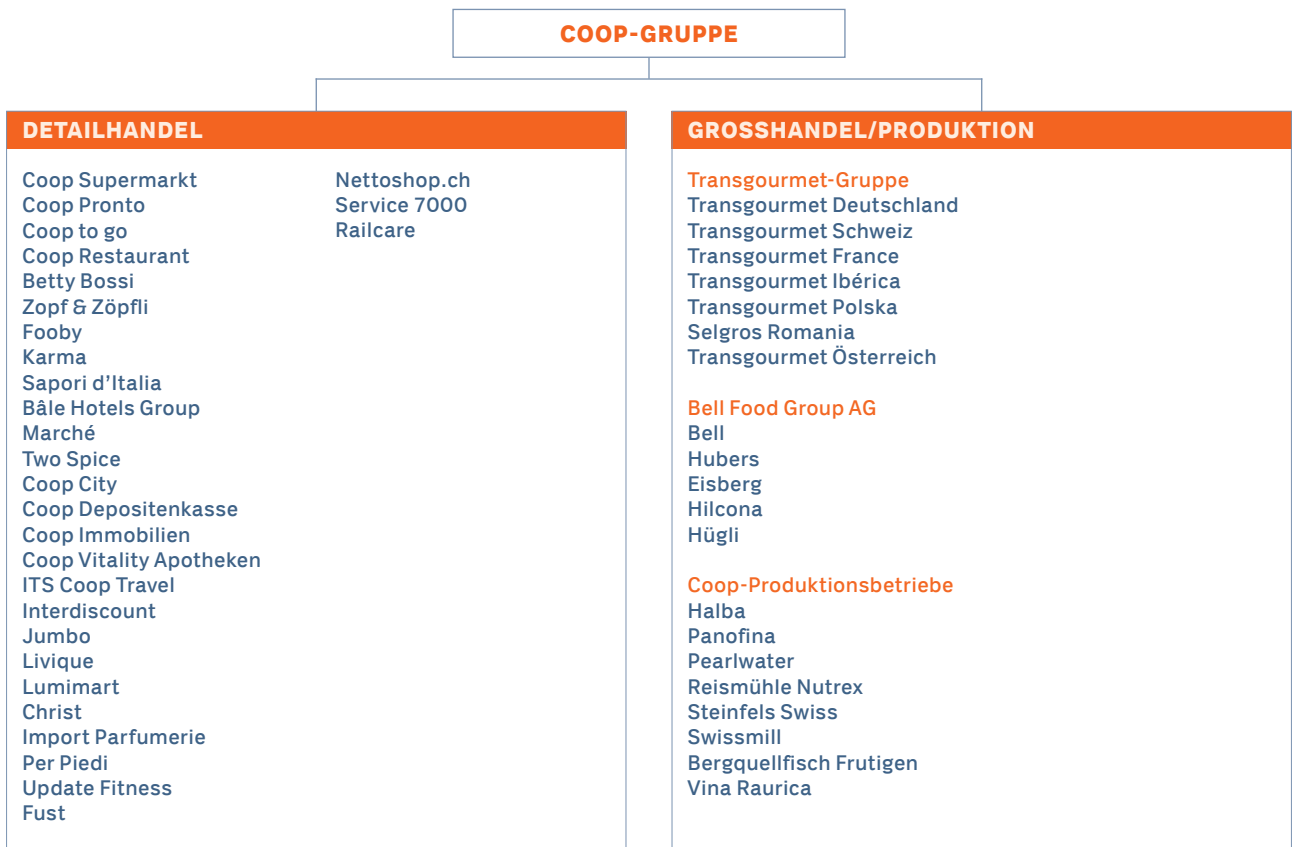 COOP-GRUPPE
DETAILHANDEL
Coop Supermarkt
Coop Pronto
Coop to go
Coop Restaurant
Betty Bossi
Zopf & Zöpfli
Fooby
Karma
Sapori d’Italia
Bâle Hotels Group
Marché
Two Spice
Coop City
Coop Depositenkasse
Coop Immobilien
Coop Vitality Apotheken
ITS Coop Travel
Interdiscount
Jumbo
Livique
Lumimart
Christ
Import Parfumerie
Per Piedi
Update Fitness
Fust
Nettoshop.ch
Service 7000
Railcare
GROSSHANDEL/PRODUKTION
Transgourmet-Gruppe
Transgourmet Deutschland
Transgourmet Schweiz
Transgourmet France
Transgourmet Ibérica
Transgourmet Polska
Selgros Romania
Transgourmet Österreich
Bell Food Group AG
Bell
Hubers
Eisberg
Hilcona
Hügli
Coop-Produktionsbetriebe
Halba
Panofina
Pearlwater
Reismühle Nutrex
Steinfels Swiss
Swissmill
Bergquellfisch Frutigen
Vina Raurica